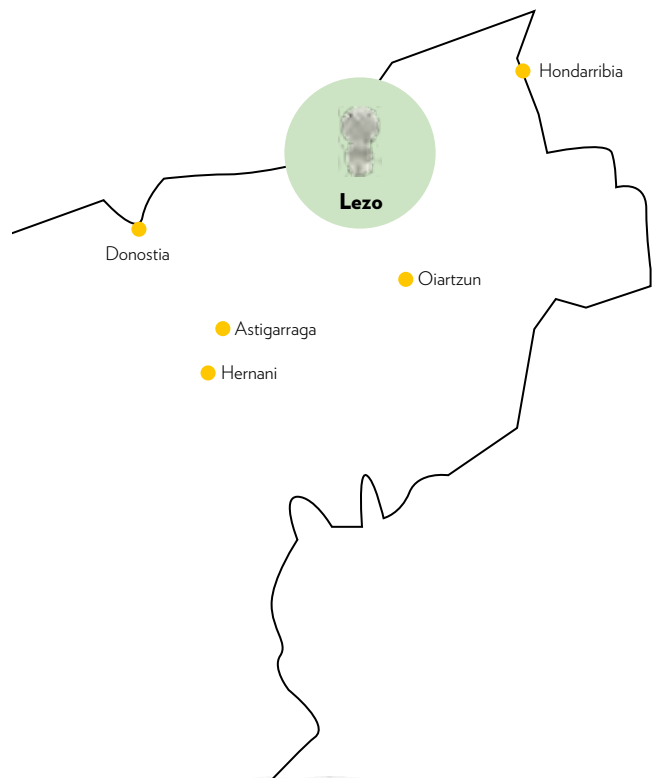 Hondarribia
Lezo
Donostia
Oiartzun
Astigarraga
Hernani